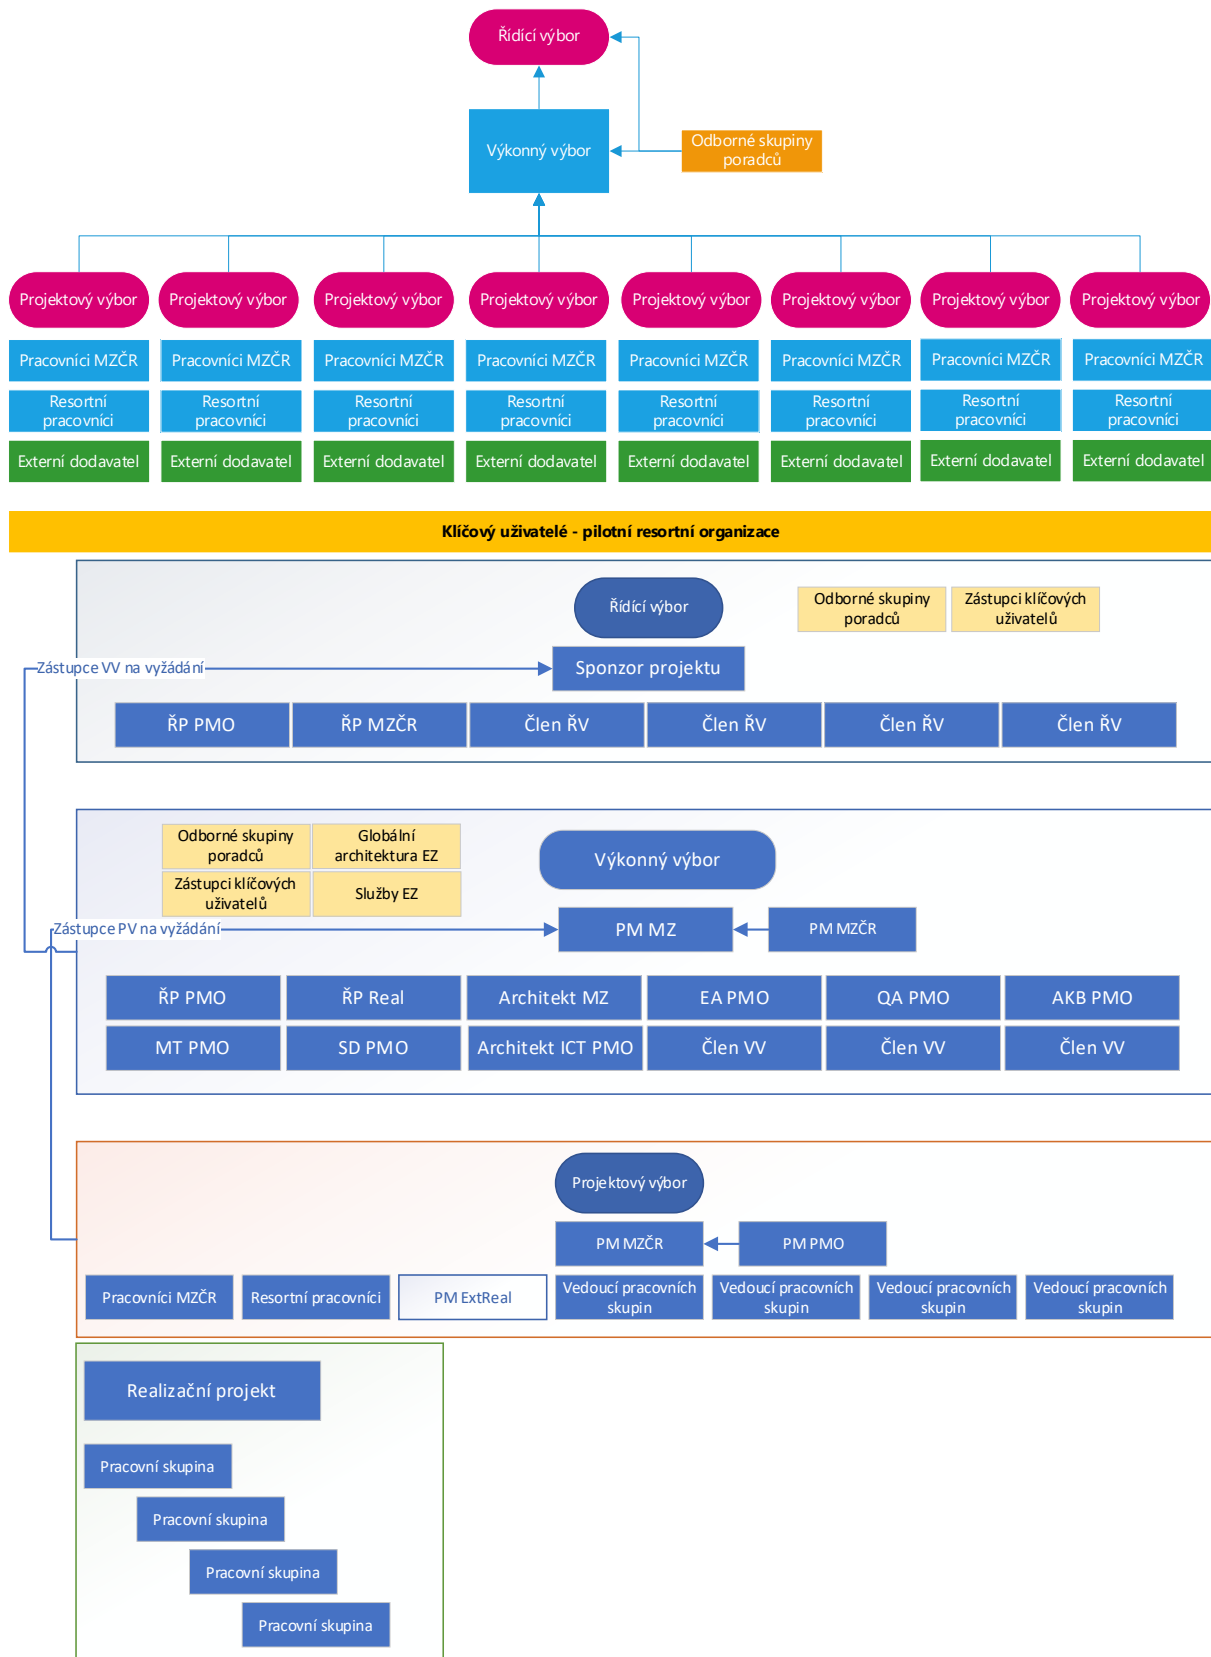 Řídící výbor
Výkonný výbor
Odborné skupiny
poradců
Projektový výbor
Projektový výbor
Projektový výbor
Projektový výbor
Projektový výbor
Projektový výbor
Projektový výbor
Projektový výbor
Pracovníci MZČR
Pracovníci MZČR
Pracovníci MZČR
Pracovníci MZČR
Pracovníci MZČR
Pracovníci MZČR
Pracovníci MZČR
Pracovníci MZČR
Resortní
pracovníci
Resortní
pracovníci
Resortní
pracovníci
Resortní
pracovníci
Resortní
pracovníci
Resortní
pracovníci
Resortní
pracovníci
Resortní
pracovníci
Externí dodavatel
Externí dodavatel
Externí dodavatel
Externí dodavatel
Externí dodavatel
Externí dodavatel
Externí dodavatel
Externí dodavatel
Klíčový uživatelé - pilotní resortní organizace
Řídící výbor
Odborné skupiny
poradců
Zástupci klíčových
uživatelů
Zástupce VV na vyžádání
Sponzor projektu
ŘP PMO
ŘP MZČR
Člen ŘV
Člen ŘV
Člen ŘV
Člen ŘV
Odborné skupiny
poradců
Globální
architektura EZ
Zástupci klíčových
uživatelů
Služby EZ
Výkonný výbor
Zástupce PV na vyžádání
PM MZ
PM MZČR
ŘP PMO
ŘP Real
Architekt MZ
EA PMO
QA PMO
AKB PMO
MT PMO
SD PMO
Architekt ICT PMO
Člen VV
Člen VV
Člen VV
Projektový výbor
PM MZČR
PM PMO
Pracovníci MZČR
Resortní pracovníci
PM ExtReal
Vedoucí pracovních
skupin
Vedoucí pracovních
skupin
Vedoucí pracovních
skupin
Vedoucí pracovních
skupin
Realizační projekt
Pracovní skupina
Pracovní skupina
Pracovní skupina
Pracovní skupina